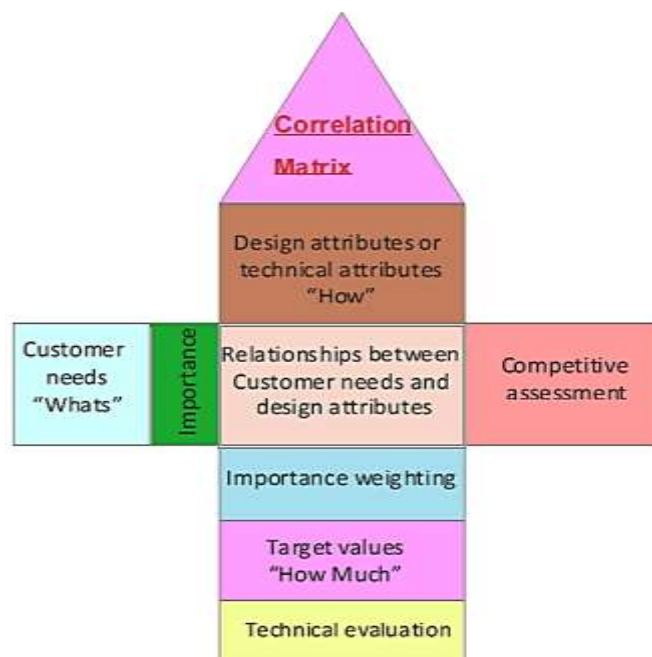 Correlation
Matrix
Design attributes or
technical attributes
“How”
Customer
needs
“Whats”
Importance
Relationships between
Customer needs and
design attributes
Competitive
assessment
Importance weighting
Target values
“How Much”
Technical evaluation